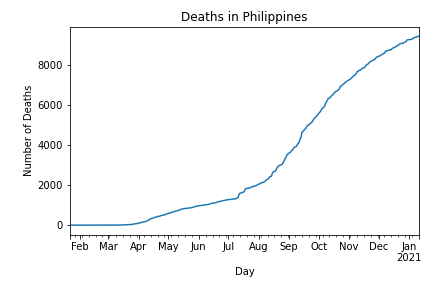 Deaths in Philippines
Number of Deaths
8000
6000
4000
2000
0
Feb Mar Apr May Jun Jul Aug Sep Oct Nov Dec Jan
2021
Day